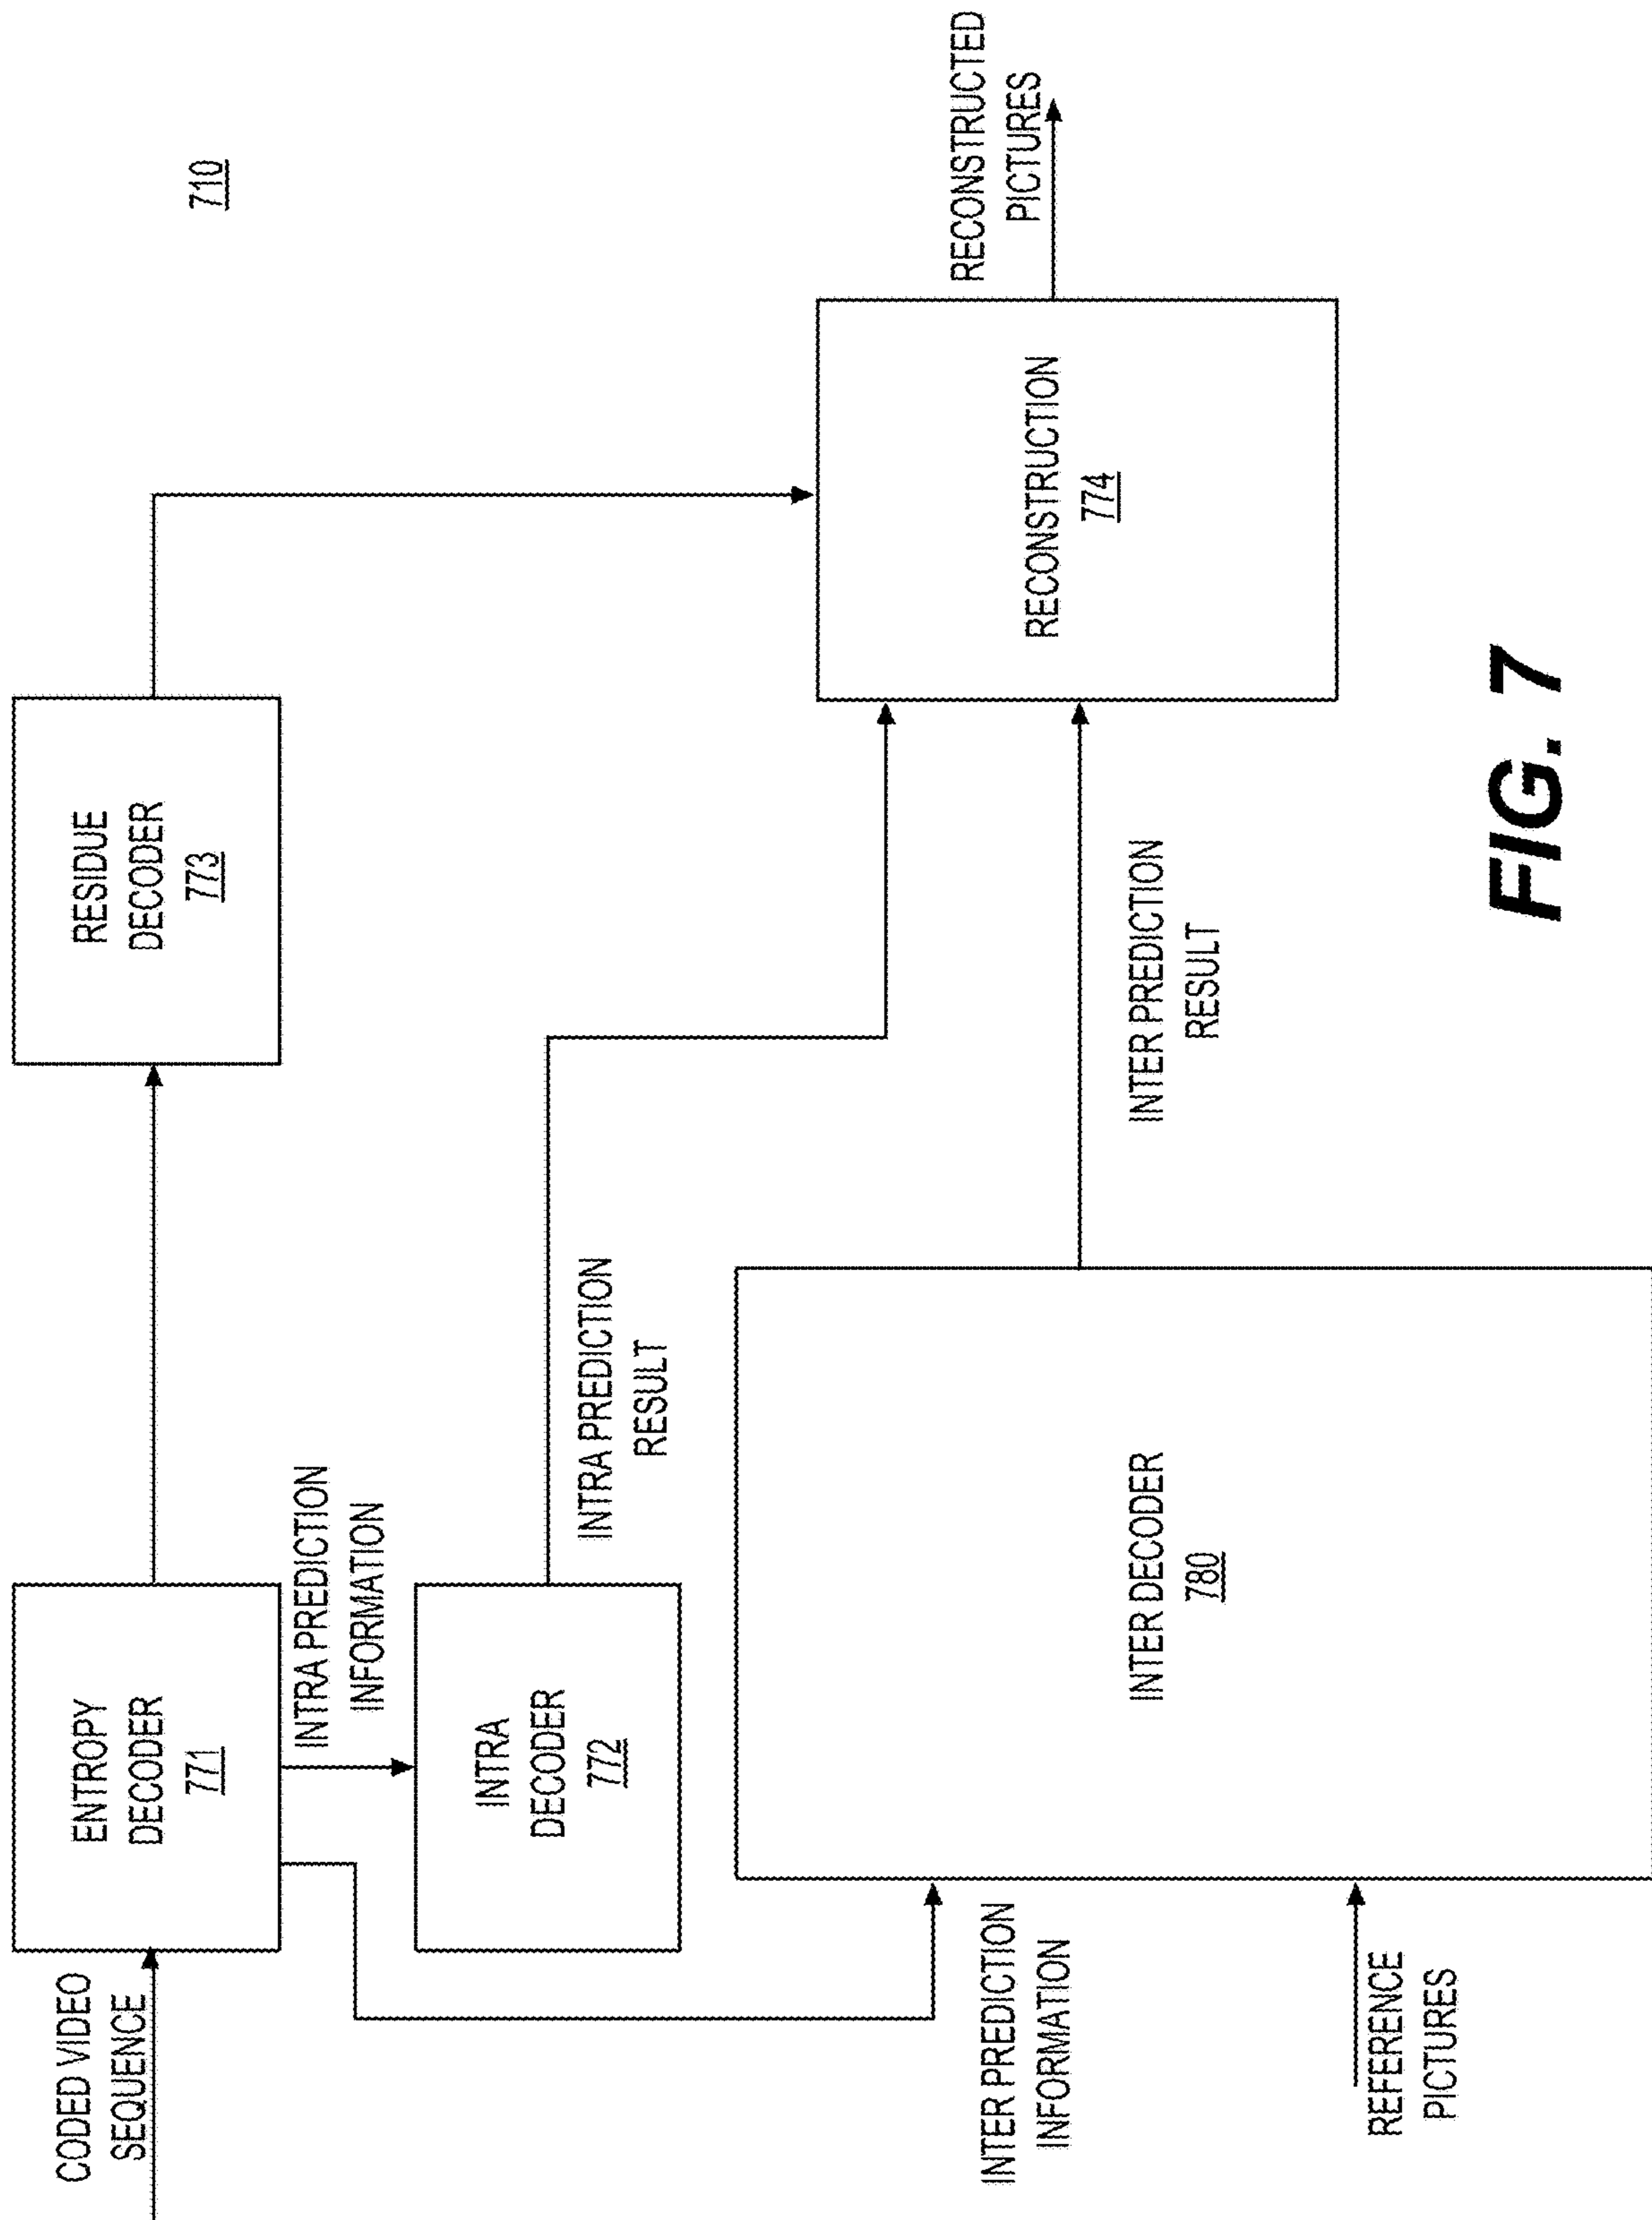 710
CODED VIDEO
SEQUENCE
ENTROPY
DECODER
771
RESIDUE
DECODER
773
INTRA PREDICTION
INFORMATION
INTRA
DECODER
772
INTRA PREDICTION
RESULT
RECONSTRUCTED
PICTURES
RECONSTRUCTION
774
INTER PREDICTION
INFORMATION
INTER DECODER
780
INTER PREDICTION
RESULT
REFERENCE
PICTURES
FIG. 7